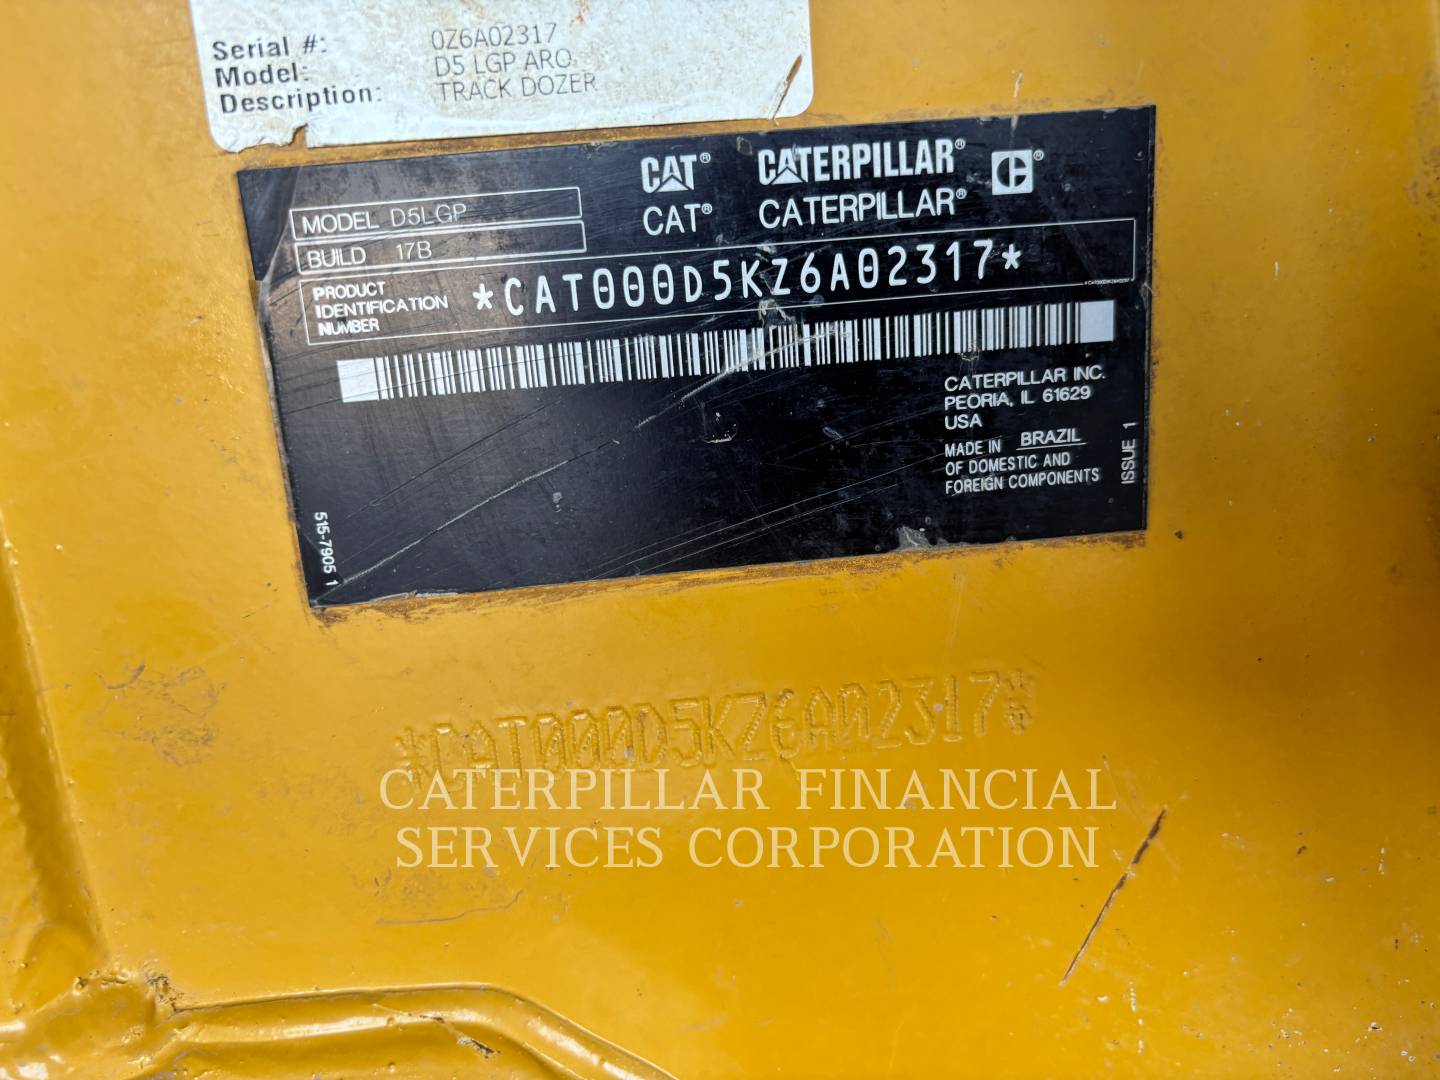 Serial #: 0Z6A02317
Model: D5 LGP ARO
Description: TRACK DOZER
CAT® CATERPILLAR® ®
CAT® CATERPILLAR®
MODEL D5LGP
BUILD 17B
PRODUCT IDENTIFICATION NUMBER *CAT000D5KZ6A02317*
CATERPILLAR INC.
PEORIA, IL 61629
USA
MADE IN BRAZIL
OF DOMESTIC AND
FOREIGN COMPONENTS
ISSUE 1
515-7905 1
*CAT000D5KZ6A02317*
CATERPILLAR FINANCIAL
SERVICES CORPORATION